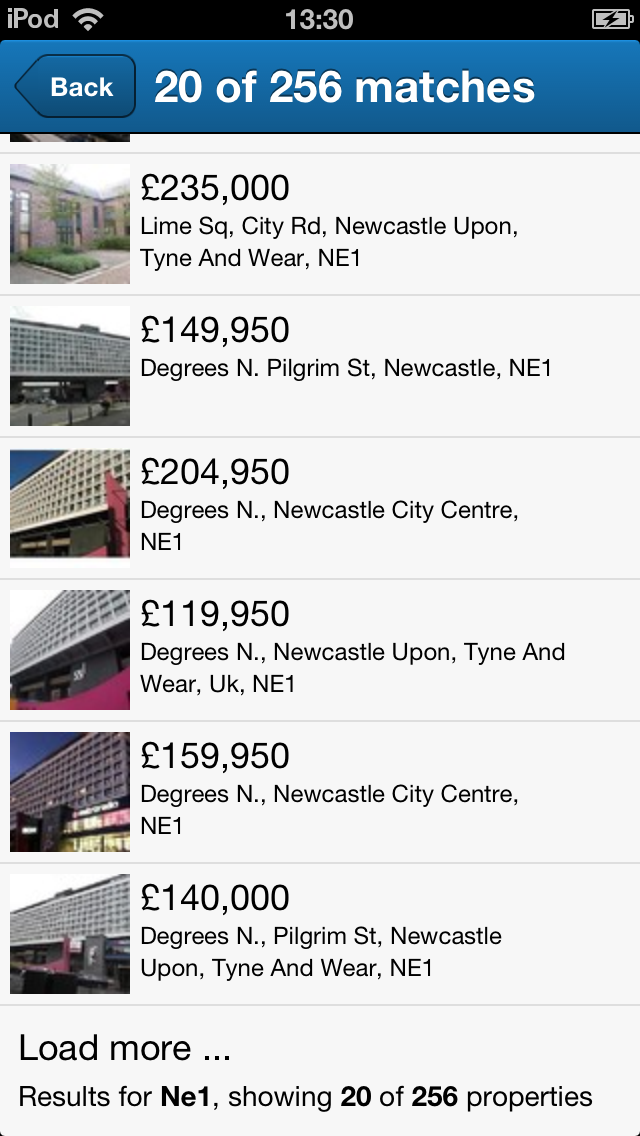 iPod 13:30
Back 20 of 256 matches
£235,000
Lime Sq, City Rd, Newcastle Upon,
Tyne And Wear, NE1
£149,950
Degrees N. Pilgrim St, Newcastle, NE1
£204,950
Degrees N., Newcastle City Centre,
NE1
£119,950
Degrees N., Newcastle Upon, Tyne And
Wear, Uk, NE1
£159,950
Degrees N., Newcastle City Centre,
NE1
£140,000
Degrees N., Pilgrim St, Newcastle
Upon, Tyne And Wear, NE1
Load more ...
Results for Ne1, showing 20 of 256 properties